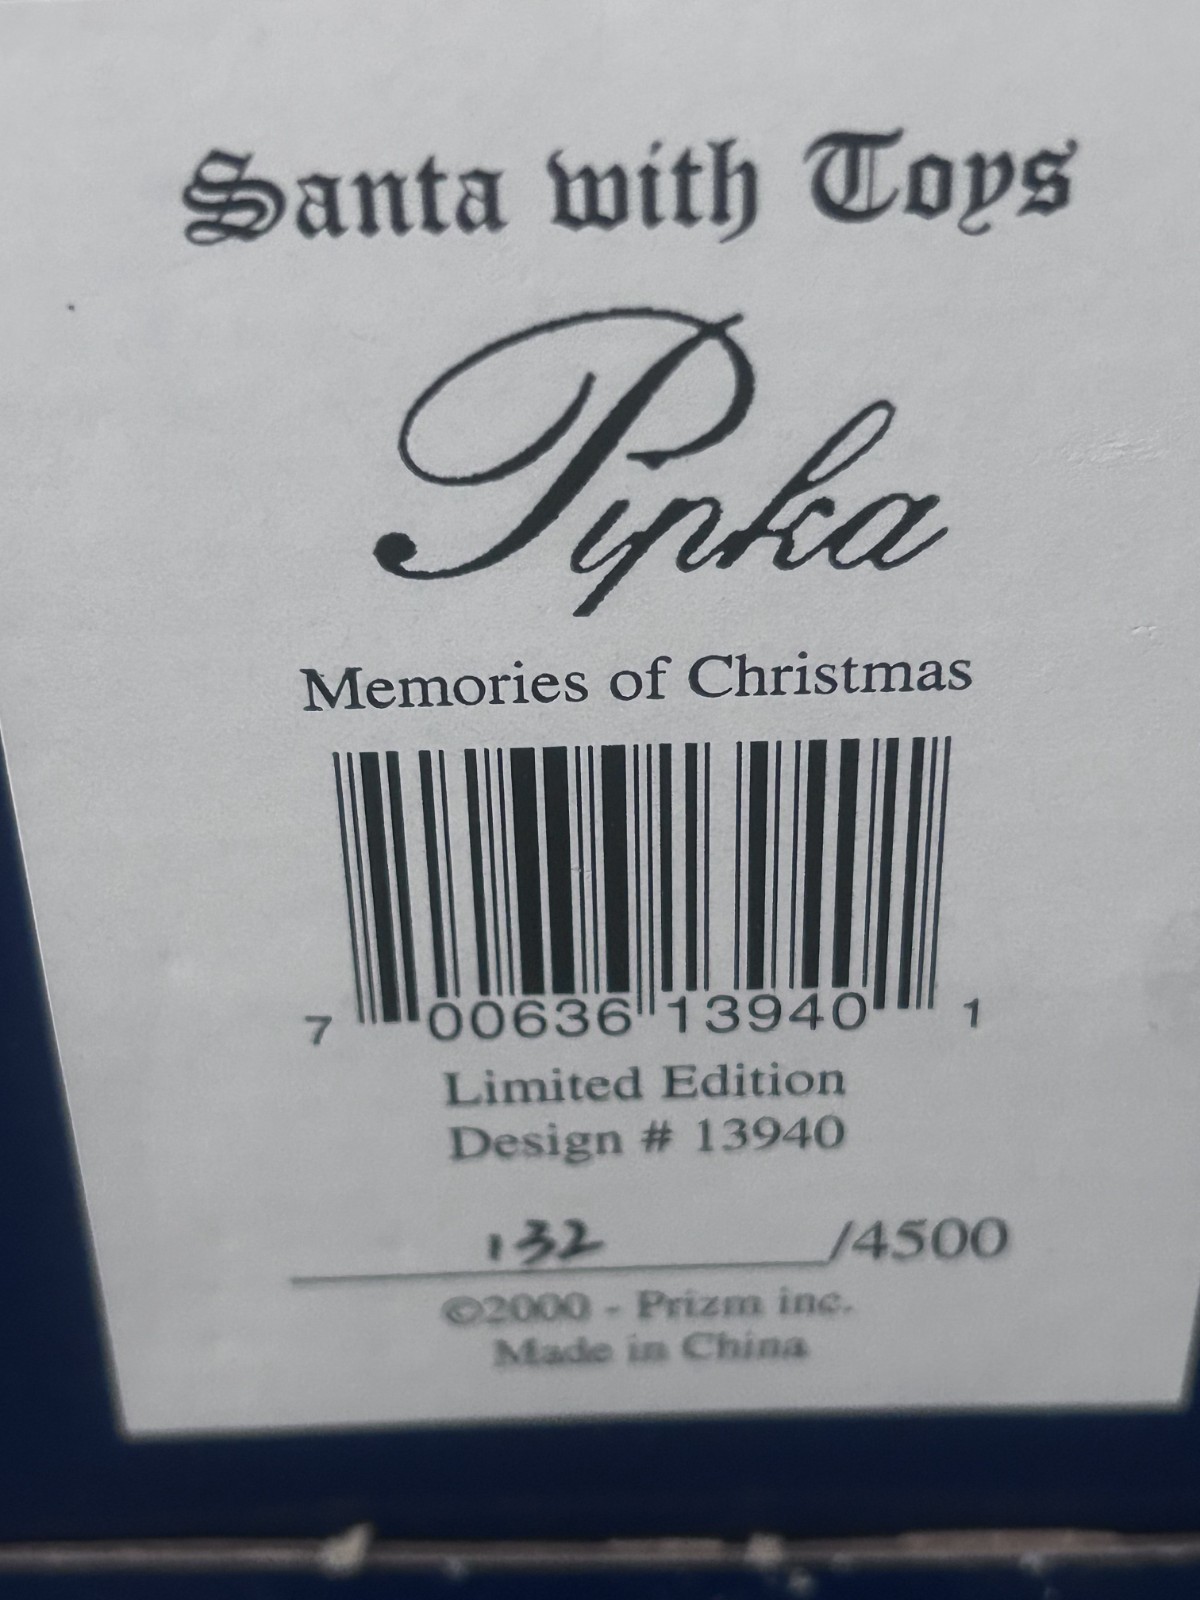 Santa with Toys
Pipka
Memories of Christmas
7 00636 13940 1
Limited Edition
Design # 13940
132 /4500
©2000 - Prizm inc.
Made in China